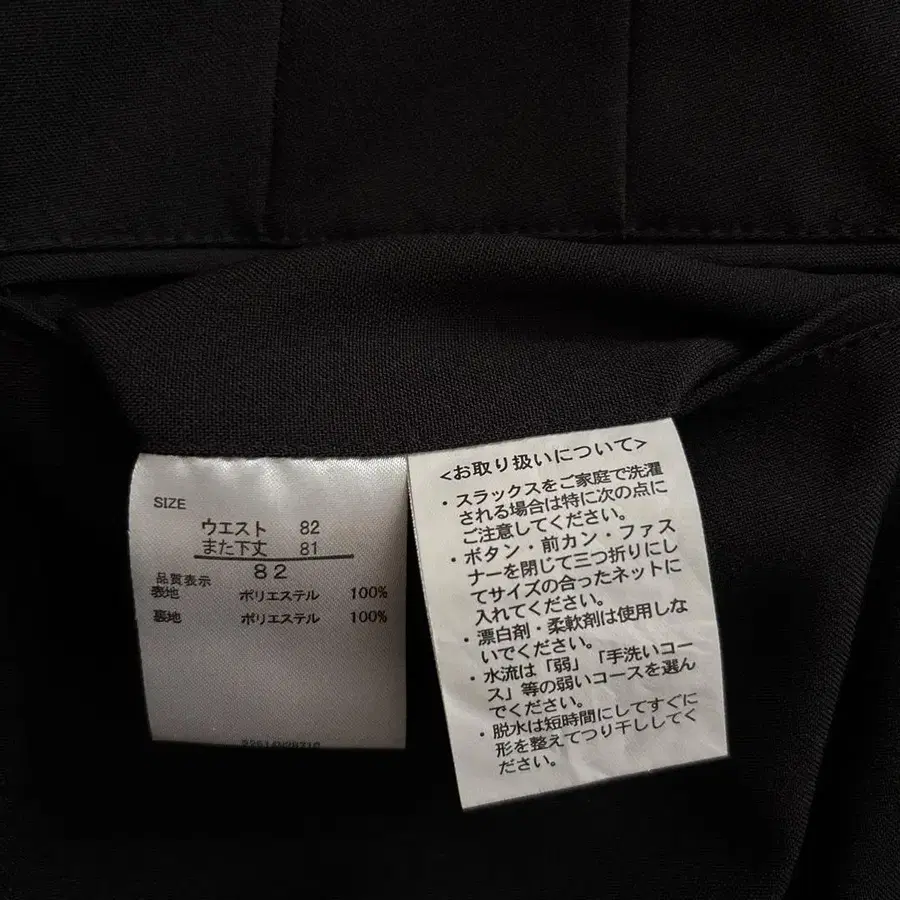 SIZE
ウエスト 82
また下丈 81
82
品質表示
表地 ポリエステル 100%
裏地 ポリエステル 100%
<お取り扱いについて>
・スラックスをご家庭で洗濯
される場合は特に次の点に
ご注意してください。
・ボタン・前カン・ファス
ナーを閉じて三つ折りにし
てサイズの合ったネットに
入れてください。
・漂白剤・柔軟剤は使用しな
いでください。
・水流は「弱」「手洗いコー
ス」等の弱いコースを選ん
でください。
・脱水は短時間にしてすぐに
形を整えてつり干ししてく
ださい。